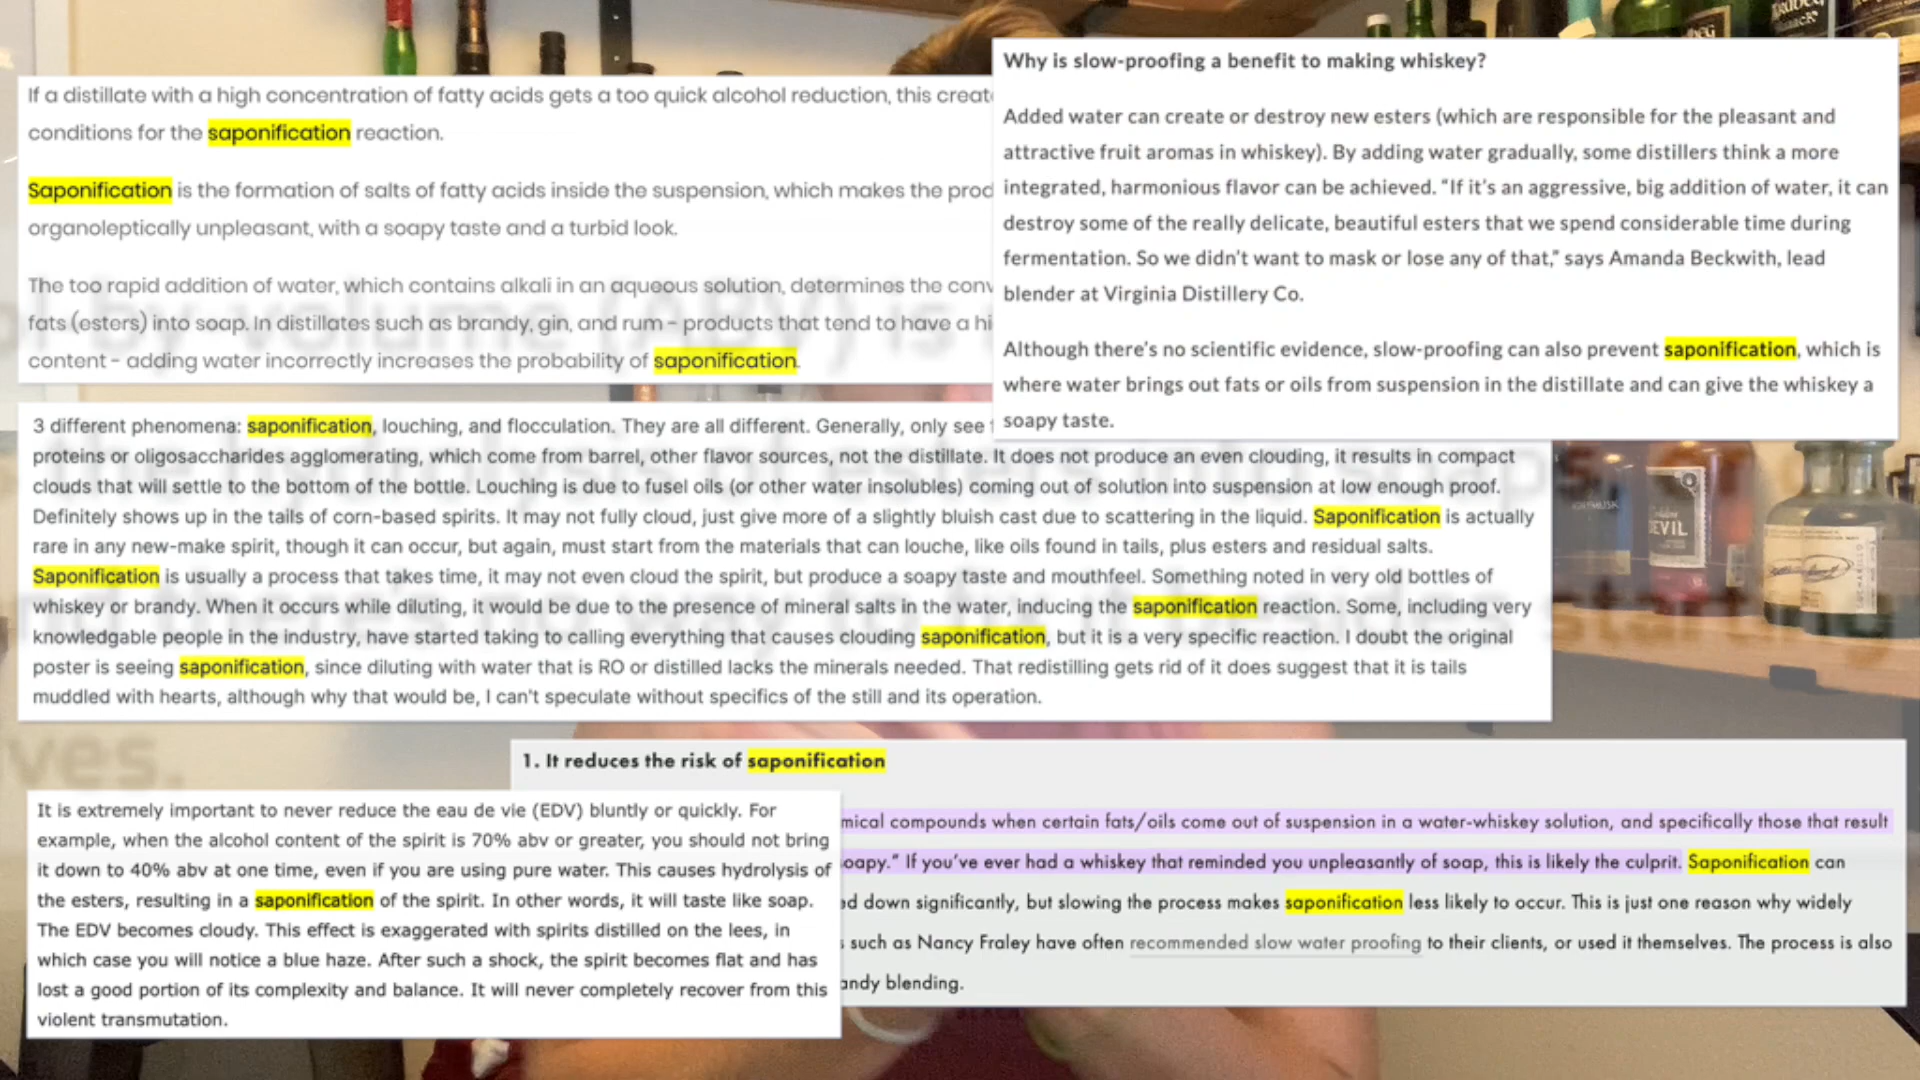 If a distillate with a high concentration of fatty acids gets a too quick alcohol reduction, this
conditions for the saponification reaction.
Saponification is the formation of salts of fatty acids inside the suspension, which makes the
organoleptically unpleasant, with a soapy taste and a turbid look.
The too rapid addition of water, which contains alkali in an aqueous solution, determines the
fats (esters) into soap. In distillates such as brandy, gin, and rum – products that tend to have a
content – adding water incorrectly increases the probability of saponification.
Why is slow-proofing a benefit to making whiskey?
Added water can create or destroy new esters (which are responsible for the pleasant and
attractive fruit aromas in whiskey). By adding water gradually, some distillers think a more
integrated, harmonious flavor can be achieved. “If it’s an aggressive, big addition of water, it can
destroy some of the really delicate, beautiful esters that we spend considerable time during
fermentation. So we didn’t want to mask or lose any of that,” says Amanda Beckwith, lead
blender at Virginia Distillery Co.
Although there’s no scientific evidence, slow-proofing can also prevent saponification, which is
where water brings out fats or oils from suspension in the distillate and can give the whiskey a
soapy taste.
3 different phenomena: saponification, louching, and flocculation. They are all different. Generally, only see
proteins or oligosaccharides agglomerating, which come from barrel, other flavor sources, not the distillate. It does not produce an even clouding, it results in compact
clouds that will settle to the bottom of the bottle. Louching is due to fusel oils (or other water insolubles) coming out of solution into suspension at low enough proof.
Definitely shows up in the tails of corn-based spirits. It may not fully cloud, just give more of a slightly bluish cast due to scattering in the liquid. Saponification is actually
rare in any new-make spirit, though it can occur, but again, must start from the materials that can louche, like oils found in tails, plus esters and residual salts.
Saponification is usually a process that takes time, it may not even cloud the spirit, but produce a soapy taste and mouthfeel. Something noted in very old bottles of
whiskey or brandy. When it occurs while diluting, it would be due to the presence of mineral salts in the water, inducing the saponification reaction. Some, including very
knowledgable people in the industry, have started taking to calling everything that causes clouding saponification, but it is a very specific reaction. I doubt the original
poster is seeing saponification, since diluting with water that is RO or distilled lacks the minerals needed. That redistilling gets rid of it does suggest that it is tails
muddled with hearts, although why that would be, I can't speculate without specifics of the still and its operation.
1. It reduces the risk of saponification
compounds when certain fats/oils come out of suspension in a water-whiskey solution, and specifically those that result
If you’ve ever had a whiskey that reminded you unpleasantly of soap, this is likely the culprit. Saponification can
down significantly, but slowing the process makes saponification less likely to occur. This is just one reason why widely
such as Nancy Fraley have often recommended slow water proofing to their clients, or used it themselves. The process is also
blending.
It is extremely important to never reduce the eau de vie (EDV) bluntly or quickly. For
example, when the alcohol content of the spirit is 70% abv or greater, you should not bring
it down to 40% abv at one time, even if you are using pure water. This causes hydrolysis of
the esters, resulting in a saponification of the spirit. In other words, it will taste like soap.
The EDV becomes cloudy. This effect is exaggerated with spirits distilled on the lees, in
which case you will notice a blue haze. After such a shock, the spirit becomes flat and has
lost a good portion of its complexity and balance. It will never completely recover from this
violent transmutation.
by volume (ABV) is
DEVIL